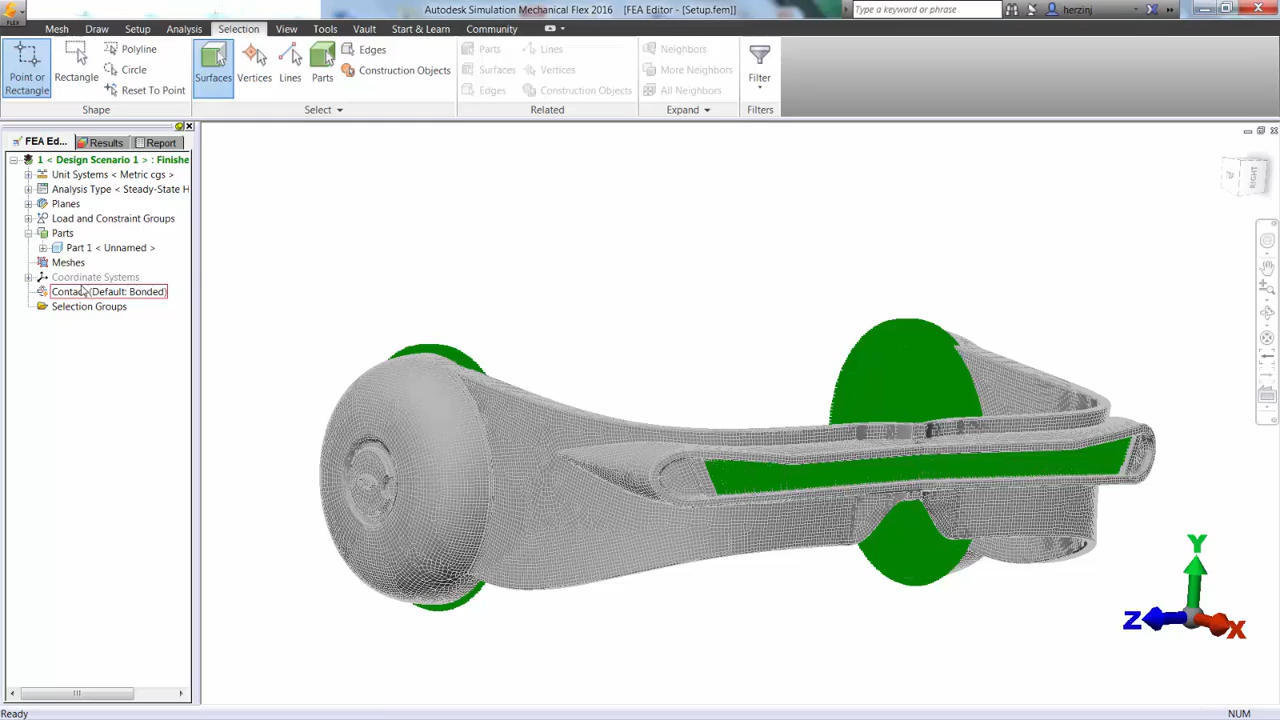 Autodesk Simulation Mechanical Flex 2016 [FEA Editor - [Setup.fem]]
Type a keyword or phrase
herzinj
FLEX
Mesh Draw Setup Analysis Selection View Tools Vault Start & Learn Community
Point or Rectangle
Rectangle
Polyline
Circle
Reset To Point
Shape
Surfaces
Vertices
Lines
Parts
Edges
Construction Objects
Select
Parts
Surfaces
Edges
Lines
Vertices
Construction Objects
Related
Neighbors
More Neighbors
All Neighbors
Expand
Filter
Filters
FEA Ed... Results Report
1 < Design Scenario 1 > : Finishe
Unit Systems < Metric cgs >
Analysis Type < Steady-State H
Planes
Load and Constraint Groups
Parts
Part 1 < Unnamed >
Meshes
Coordinate Systems
Contac (Default: Bonded)
Selection Groups
RIGHT
Y
Z
X
Ready
NUM